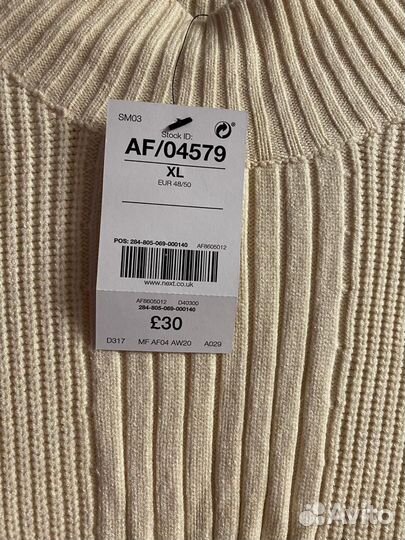 SM03
Stock ID:
AF/04579
XL
EUR 48/50
POS: 284-805-069-000140 AF8605012
www.next.co.uk
AF8605012 D40300
284-805-069-000140
£30
D317 MF AF04 AW20 A029
Avito